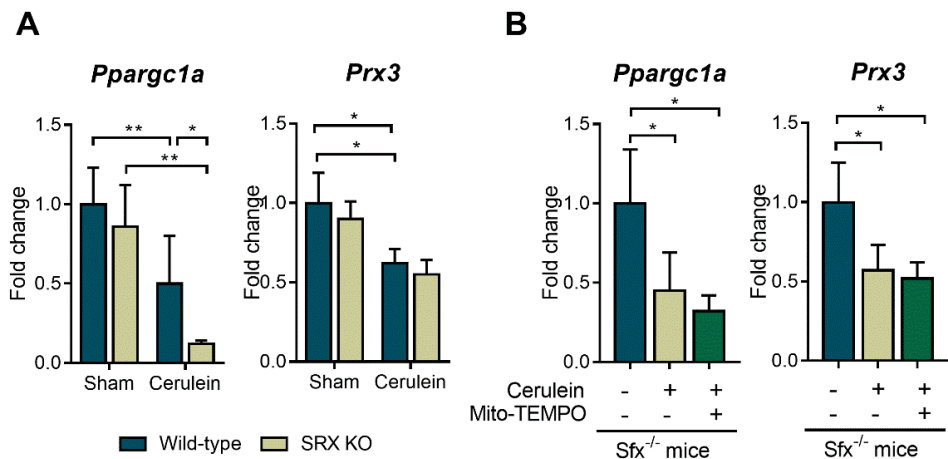 A
B
Ppargc1a
Prx3
Ppargc1a
Prx3
Fold change
1.5
1.0
0.5
0.0
** *
**
Sham Cerulein
Fold change
1.5
1.0
0.5
0.0
*
*
Sham Cerulein
Wild-type SRX KO
Fold change
1.5
1.0
0.5
0.0
*
*
Fold change
1.5
1.0
0.5
0.0
*
*
Cerulein - + + - + +
Mito-TEMPO - - + - - +
Sfx-/- mice Sfx-/- mice